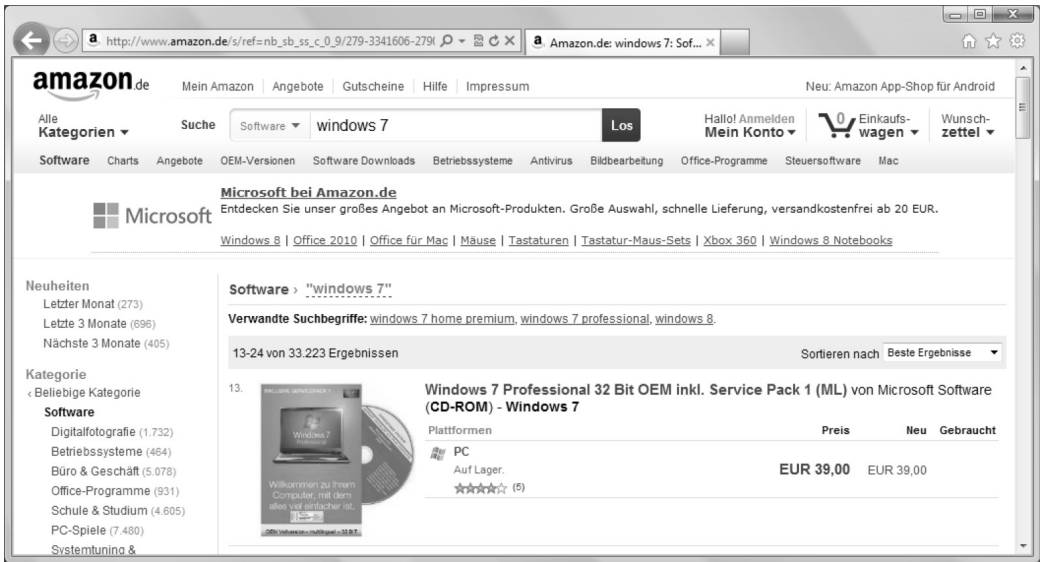 http://www.amazon.de/s/ref=nb_sb_ss_c_0_9/279-3341606-279(
Amazon.de: windows 7: Sof...
amazon.de
Mein Amazon | Angebote | Gutscheine | Hilfe | Impressum
Neu: Amazon App-Shop für Android
Alle
Kategorien
Suche
Software
windows 7
Los
Hallo! Anmelden
Mein Konto
0
Einkaufs-
wagen
Wunsch-
zettel
Software Charts Angebote OEM-Versionen Software Downloads Betriebssysteme Antivirus Bildbearbeitung Office-Programme Steuersoftware Mac
Microsoft
Microsoft bei Amazon.de
Entdecken Sie unser großes Angebot an Microsoft-Produkten. Große Auswahl, schnelle Lieferung, versandkostenfrei ab 20 EUR.
Windows 8 | Office 2010 | Office für Mac | Mäuse | Tastaturen | Tastatur-Maus-Sets | Xbox 360 | Windows 8 Notebooks
Neuheiten
Letzter Monat (273)
Letzte 3 Monate (696)
Nächste 3 Monate (405)
Kategorie
‹ Beliebige Kategorie
Software
Digitalfotografie (1.732)
Betriebssysteme (464)
Büro & Geschäft (5.078)
Office-Programme (931)
Schule & Studium (4.605)
PC-Spiele (7.480)
Systemtuning &
Software › "windows 7"
Verwandte Suchbegriffe: windows 7 home premium, windows 7 professional, windows 8.
13-24 von 33.223 Ergebnissen
Sortieren nach Beste Ergebnisse
13.
INKLUSIVE SERVICEPACK 1
Windows 7
Professional
Willkommen zu Ihrem
Computer, mit dem
alles viel einfacher ist.
OEM Vollversion - multilingual - 32 BIT
Windows 7 Professional 32 Bit OEM inkl. Service Pack 1 (ML) von Microsoft Software
(CD-ROM) - Windows 7
Plattformen Preis Neu Gebraucht
PC
Auf Lager. EUR 39,00 EUR 39,00
(5)